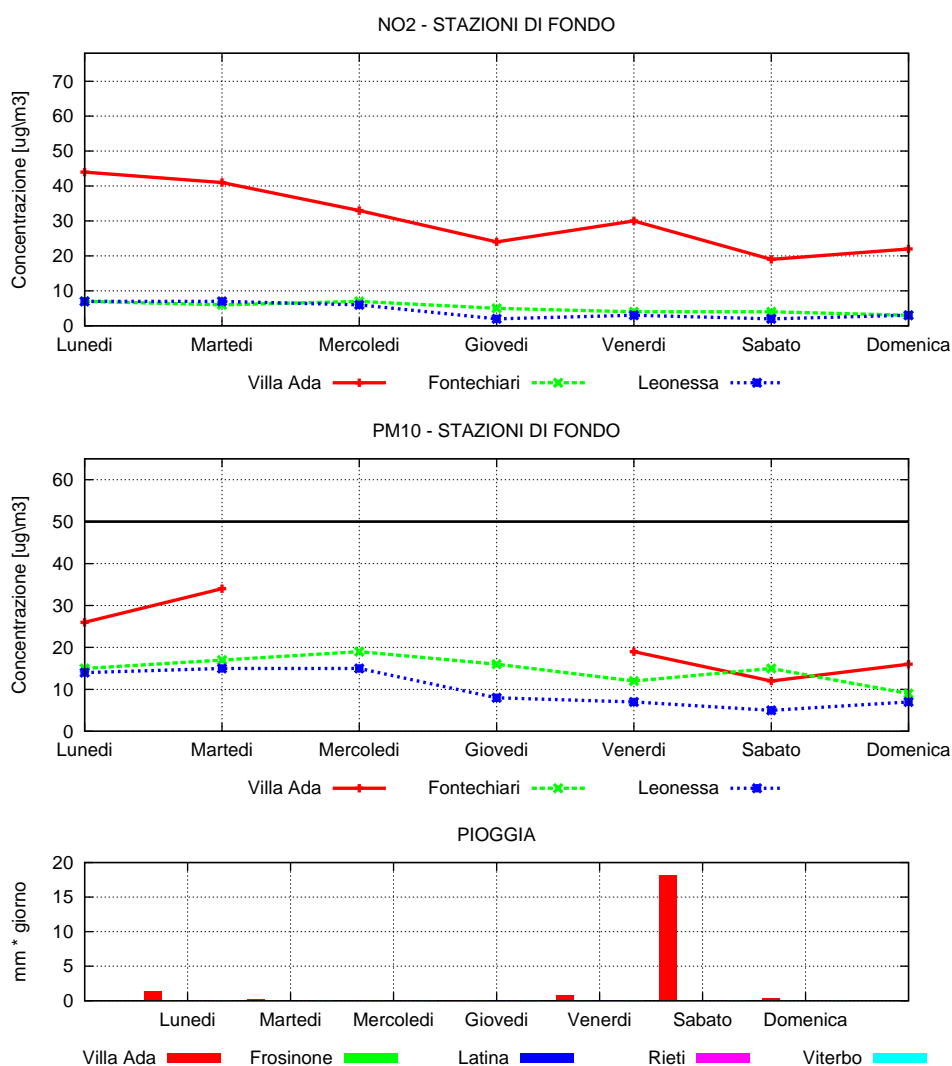 NO2 - STAZIONI DI FONDO
Concentrazione [ug\m3]
70
60
50
40
30
20
10
0
Lunedi Martedi Mercoledi Giovedi Venerdi Sabato Domenica
Villa Ada Fontechiari Leonessa
PM10 - STAZIONI DI FONDO
Concentrazione [ug\m3]
60
50
40
30
20
10
0
Lunedi Martedi Mercoledi Giovedi Venerdi Sabato Domenica
Villa Ada Fontechiari Leonessa
PIOGGIA
mm * giorno
20
15
10
5
0
Lunedi Martedi Mercoledi Giovedi Venerdi Sabato Domenica
Villa Ada Frosinone Latina Rieti Viterbo